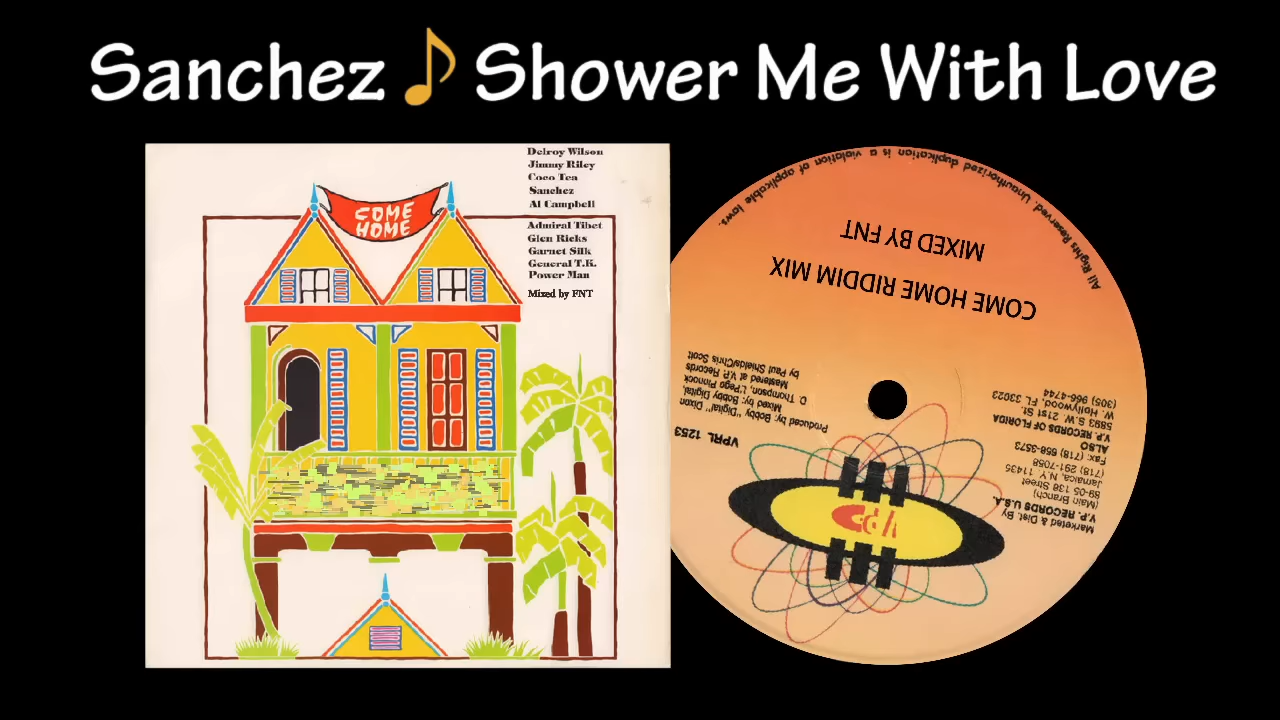 Sanchez Shower Me With Love
Delroy Wilson
Jimmy Riley
Coco Tea
Sanchez
Al Campbell
Admiral Tibet
Glen Ricks
Garnet Silk
General T.K.
Power Man
Mixed by FNT
COME
HOME
All Rights Reserved. Unauthorized duplication is a violation of applicable laws.
COME HOME RIDDIM MIX
MIXED BY FNT
Marketed & Dist. By
V.P. RECORDS U.S.A.
(Main Branch)
89-05 138 Street
Jamaica, N.Y. 11435
(718) 291-7058
Fax: (718) 658-3573
ALSO
V.P. RECORDS OF FLORIDA
5893 S.W. 21st St.
W. Hollywood, FL. 33023
(305) 966-4744
VPRL 1253
Produced by: Bobby "Digital" Dixon
Mixed by: Bobby Digital,
D. Thompson, L'Pego Pinnock
Mastered at V.P. Records
by Paul Shields/Chris Scott
VP